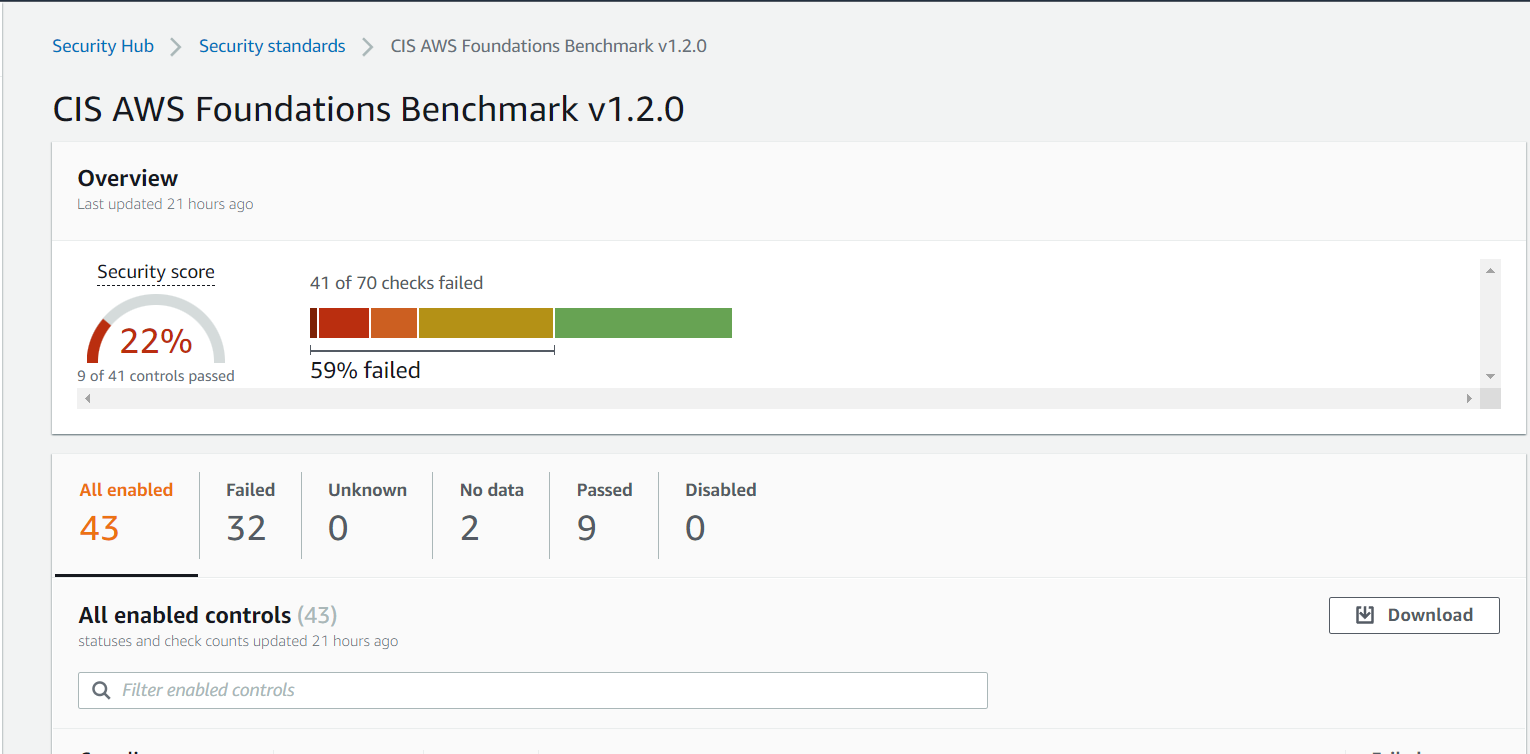 Security Hub > Security standards > CIS AWS Foundations Benchmark v1.2.0
CIS AWS Foundations Benchmark v1.2.0
Overview
Last updated 21 hours ago
Security score
22%
9 of 41 controls passed
41 of 70 checks failed
59% failed
All enabled
43
Failed
32
Unknown
0
No data
2
Passed
9
Disabled
0
All enabled controls (43)
statuses and check counts updated 21 hours ago
Download
Filter enabled controls